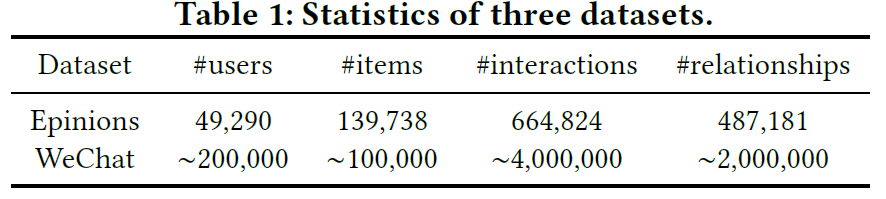 Table 1: Statistics of three datasets.
Dataset #users #items #interactions #relationships
Epinions 49,290 139,738 664,824 487,181
WeChat ~200,000 ~100,000 ~4,000,000 ~2,000,000